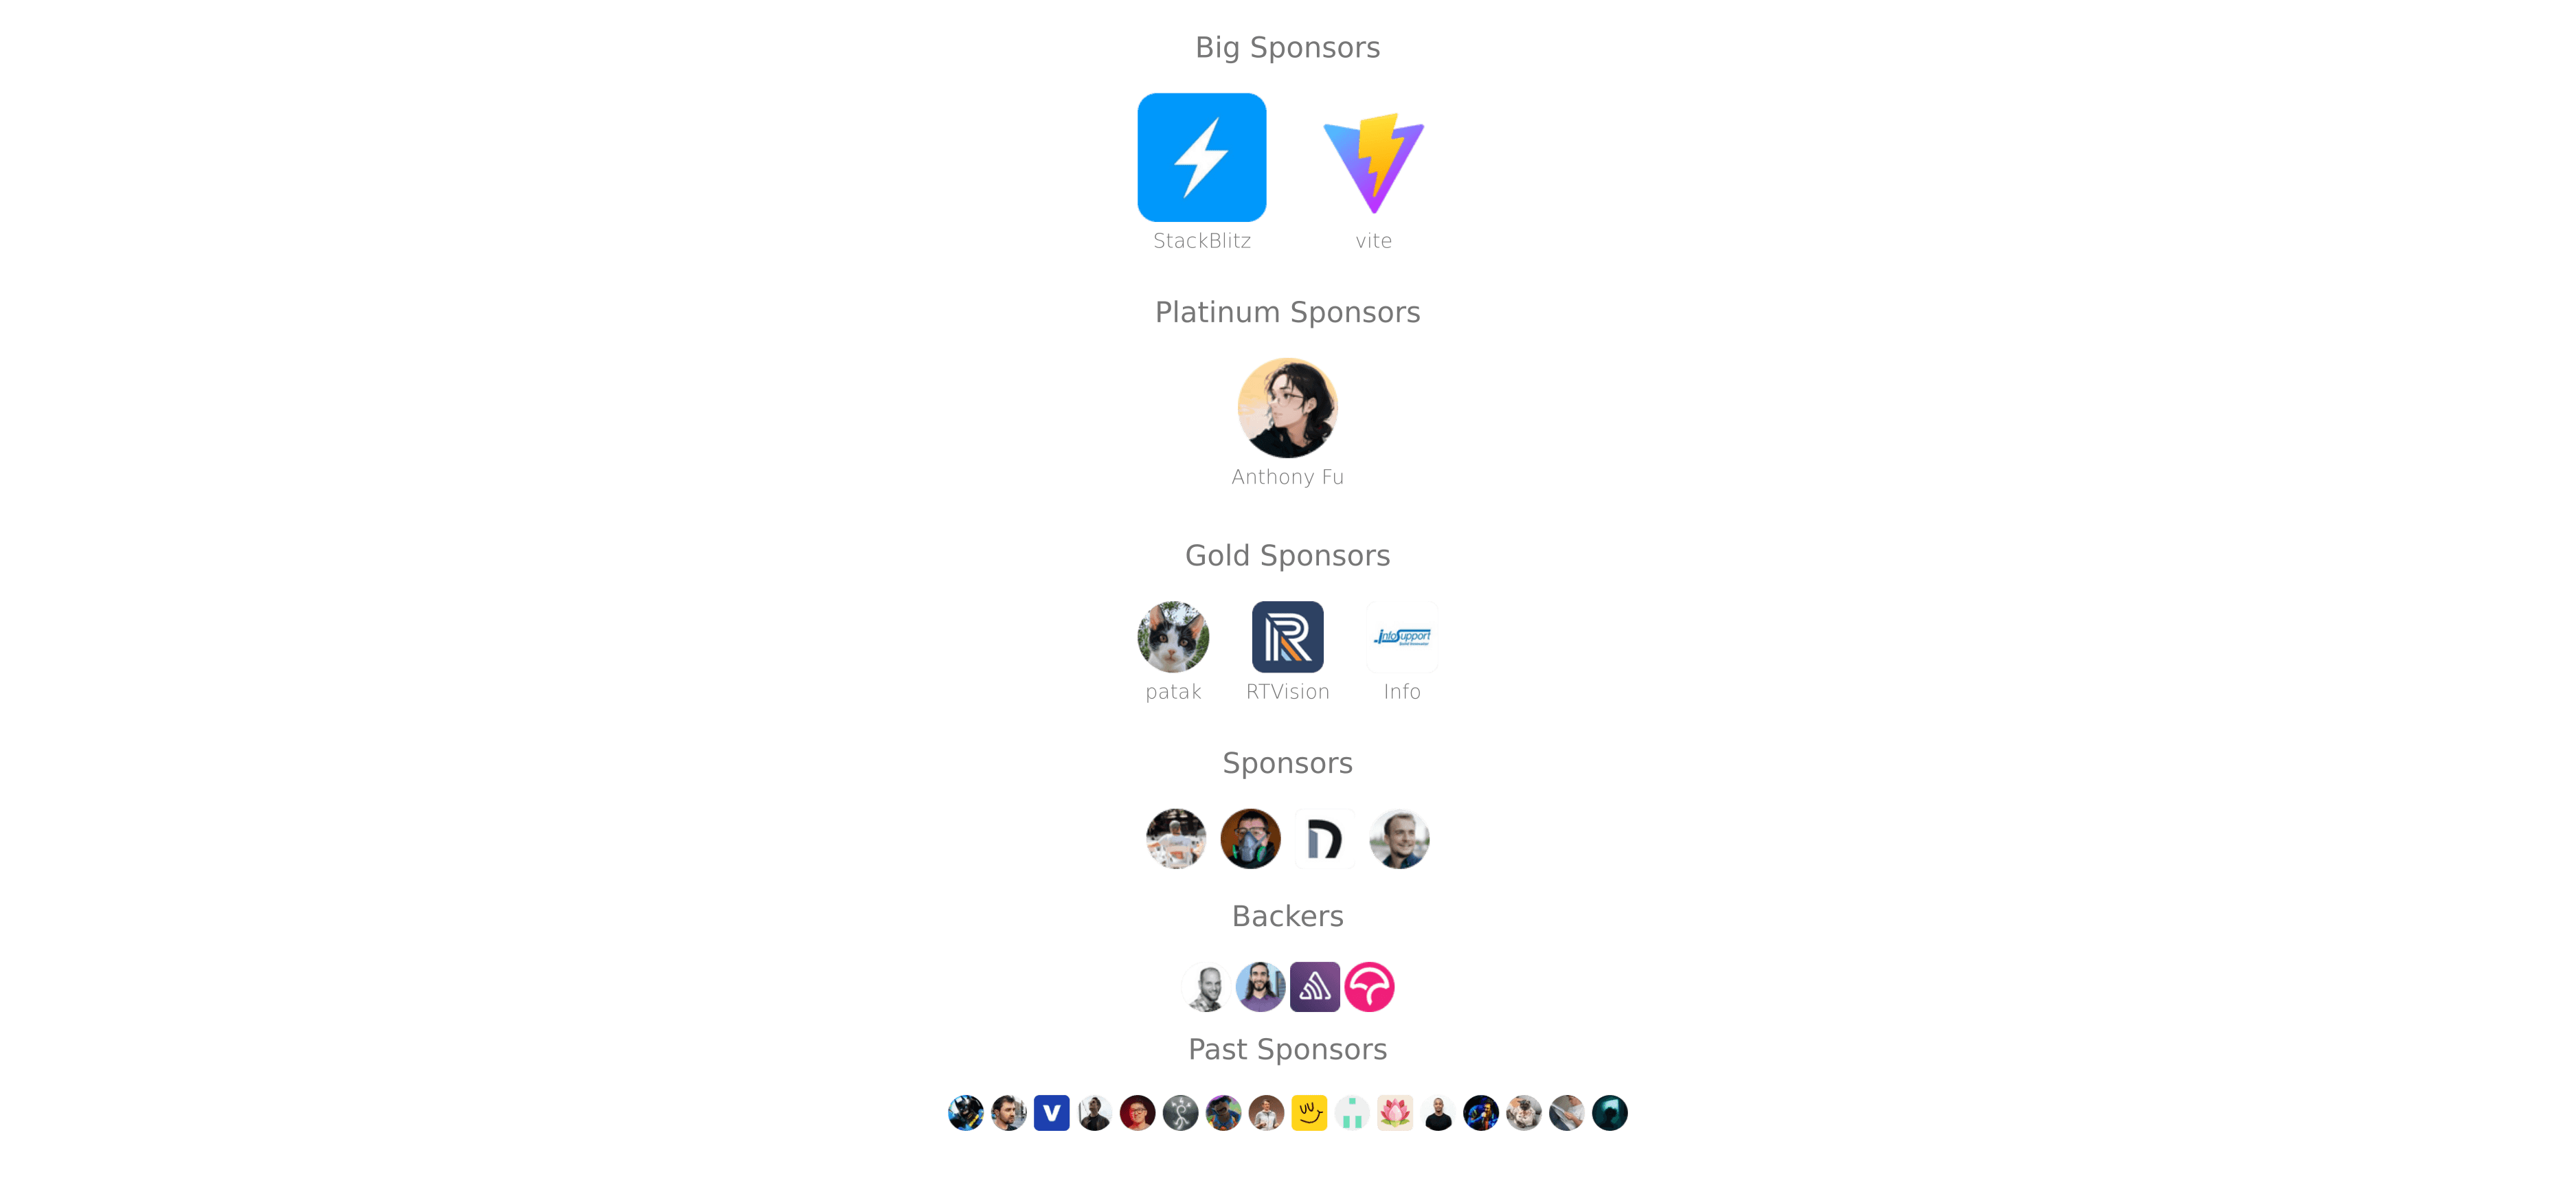 Big Sponsors
StackBlitz vite
Platinum Sponsors
Anthony Fu
Gold Sponsors
R infoSupport
patak RTVision Info
Sponsors
Backers
Past Sponsors
V